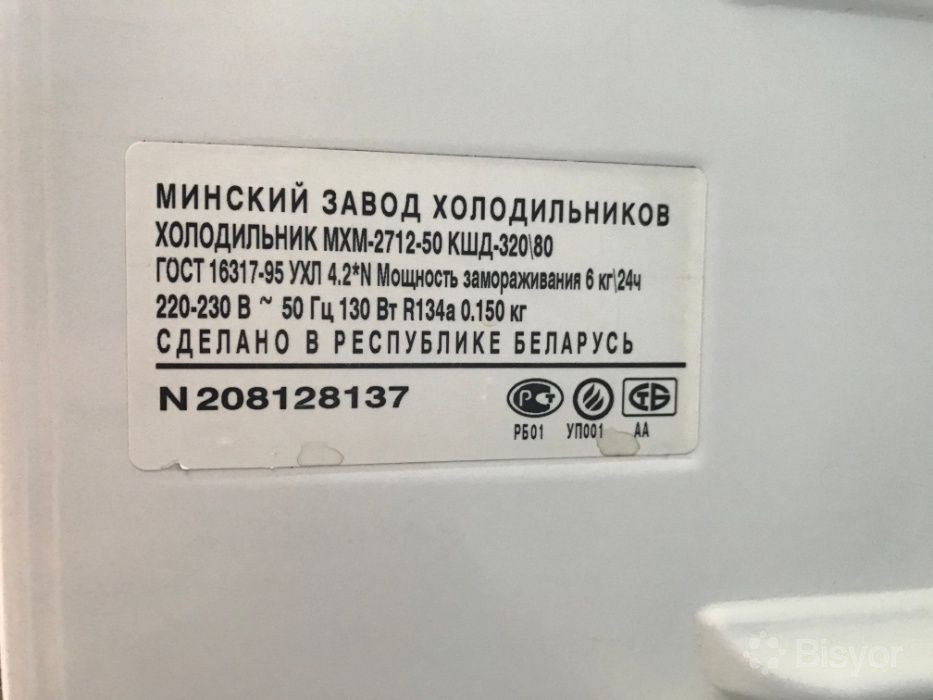 МИНСКИЙ ЗАВОД ХОЛОДИЛЬНИКОВ
ХОЛОДИЛЬНИК МХМ-2712-50 КШД-320\80
ГОСТ 16317-95 УХЛ 4.2*N Мощность замораживания 6 кг\24ч
220-230 В ~ 50 Гц 130 Вт R134a 0.150 кг
СДЕЛАНО В РЕСПУБЛИКЕ БЕЛАРУСЬ
N 208128137
РСТ СТБ
РБ01 УП001 АА
Bisyor